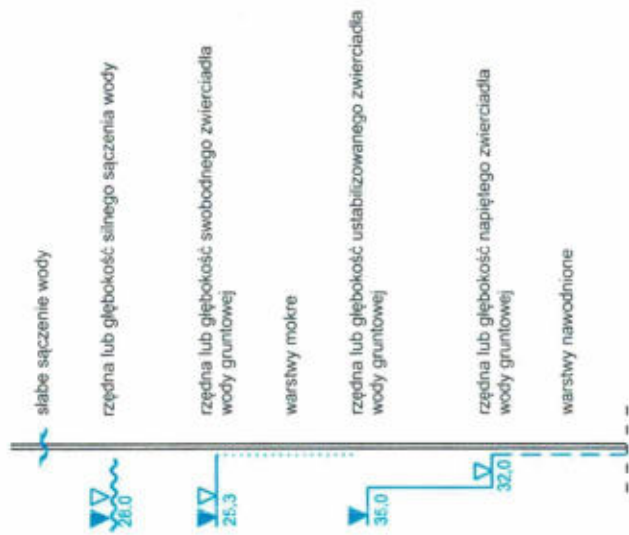 słabe sączenie wody
28.0
rzędna lub głębokość silnego sączenia wody
25,3
rzędna lub głębokość swobodnego zwierciadła
wody gruntowej
warstwy mokre
35,0
rzędna lub głębokość ustabilizowanego zwierciadła
wody gruntowej
32,0
rzędna lub głębokość napiętego zwierciadła
wody gruntowej
warstwy nawodnione